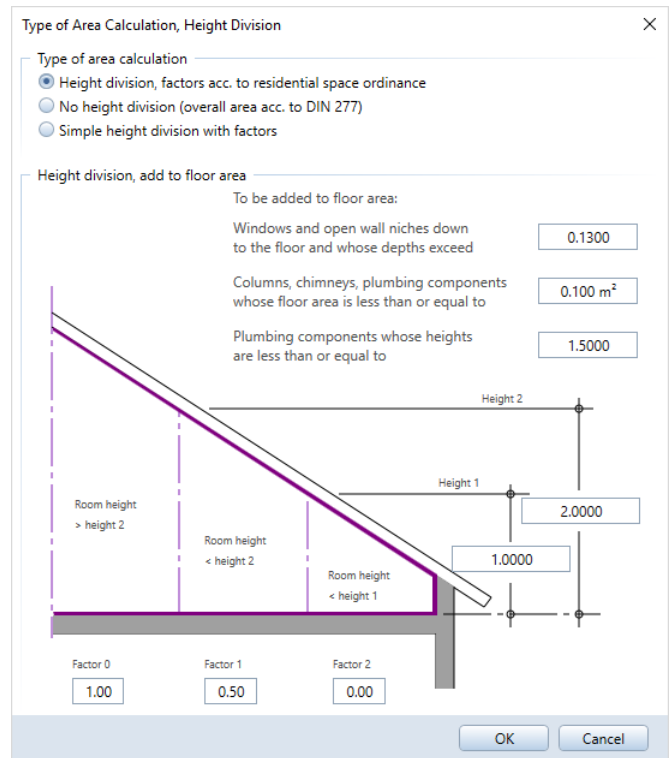 Type of Area Calculation, Height Division
Type of area calculation
Height division, factors acc. to residential space ordinance
No height division (overall area acc. to DIN 277)
Simple height division with factors
Height division, add to floor area
To be added to floor area:
Windows and open wall niches down
to the floor and whose depths exceed
0.1300
Columns, chimneys, plumbing components
whose floor area is less than or equal to
0.100 m²
Plumbing components whose heights
are less than or equal to
1.5000
Height 2
Height 1
2.0000
1.0000
Room height
> height 2
Room height
< height 2
Room height
< height 1
Factor 0
Factor 1
Factor 2
1.00
0.50
0.00
OK
Cancel